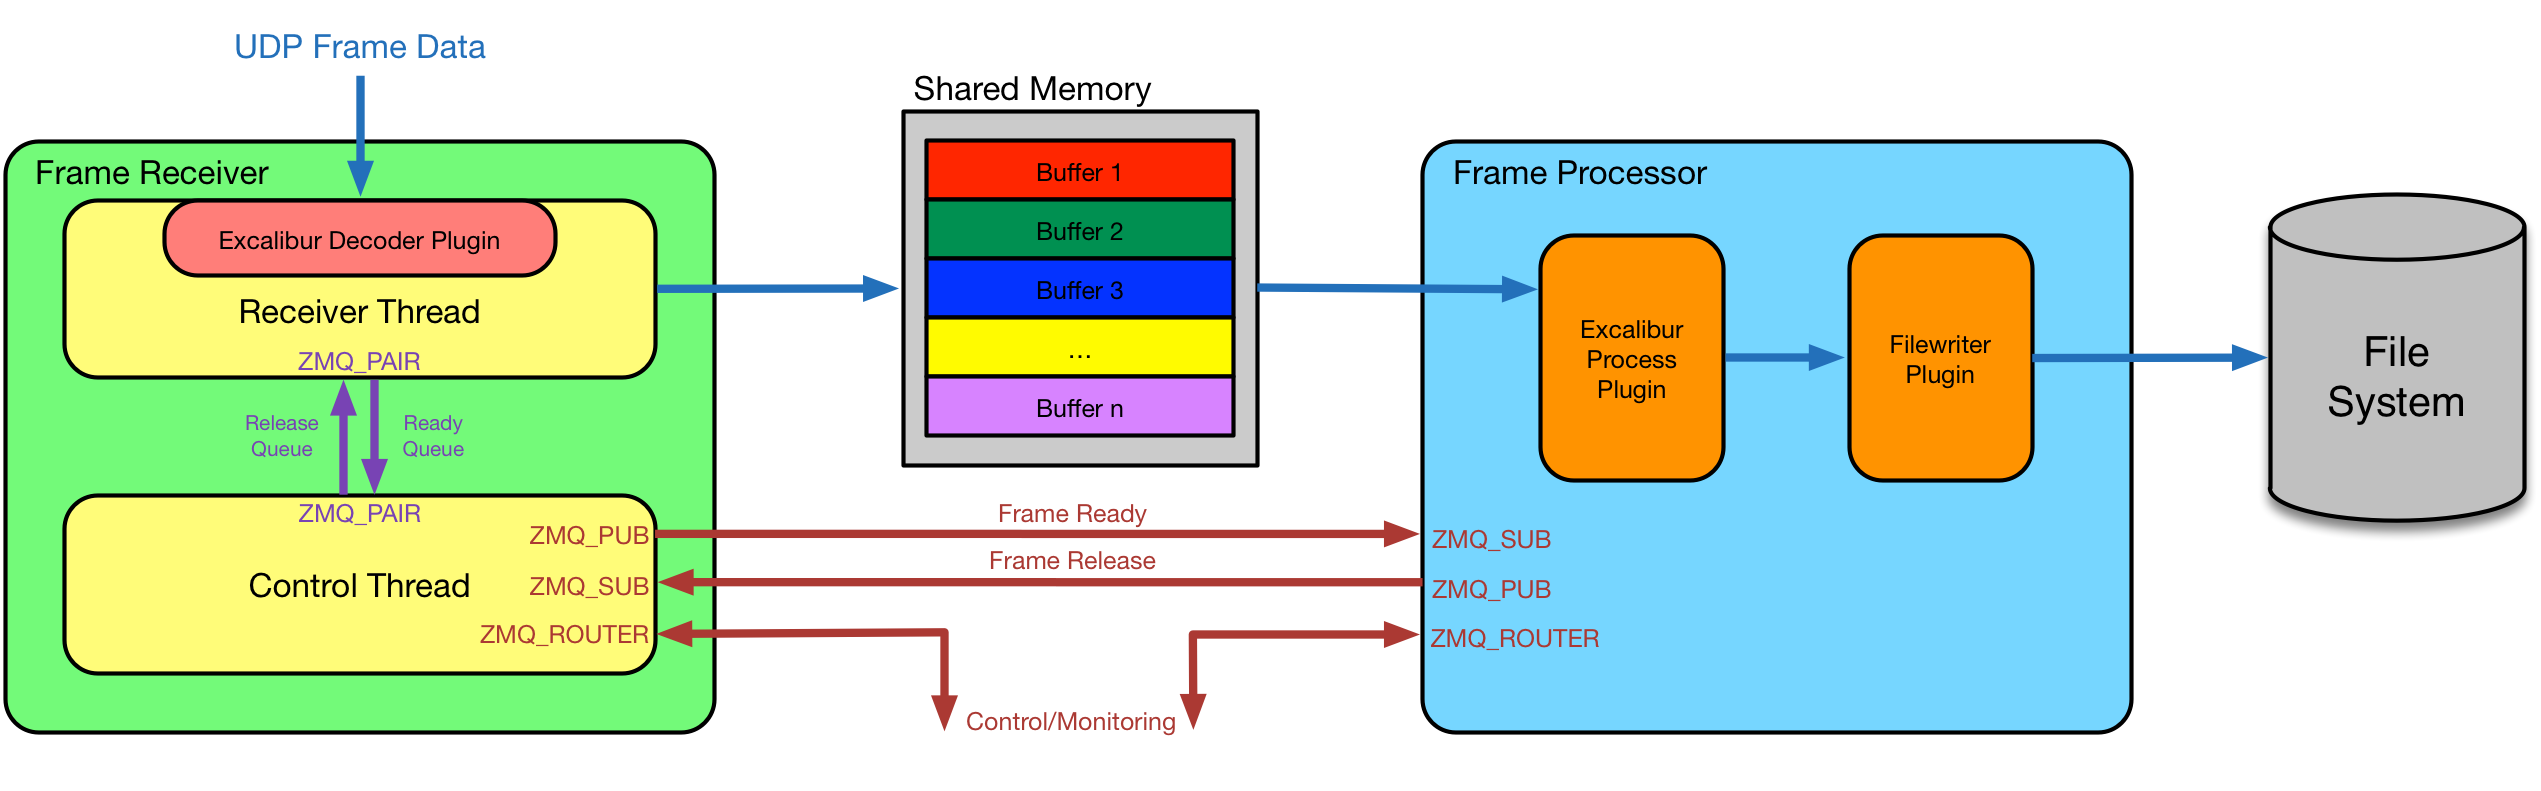 UDP Frame Data
Frame Receiver
Excalibur Decoder Plugin
Receiver Thread
ZMQ_PAIR
Release
Queue
Ready
Queue
ZMQ_PAIR
ZMQ_PUB
Control Thread
ZMQ_SUB
ZMQ_ROUTER
Shared Memory
Buffer 1
Buffer 2
Buffer 3
...
Buffer n
Frame Ready
Frame Release
Control/Monitoring
Frame Processor
Excalibur
Process
Plugin
Filewriter
Plugin
ZMQ_SUB
ZMQ_PUB
ZMQ_ROUTER
File
System